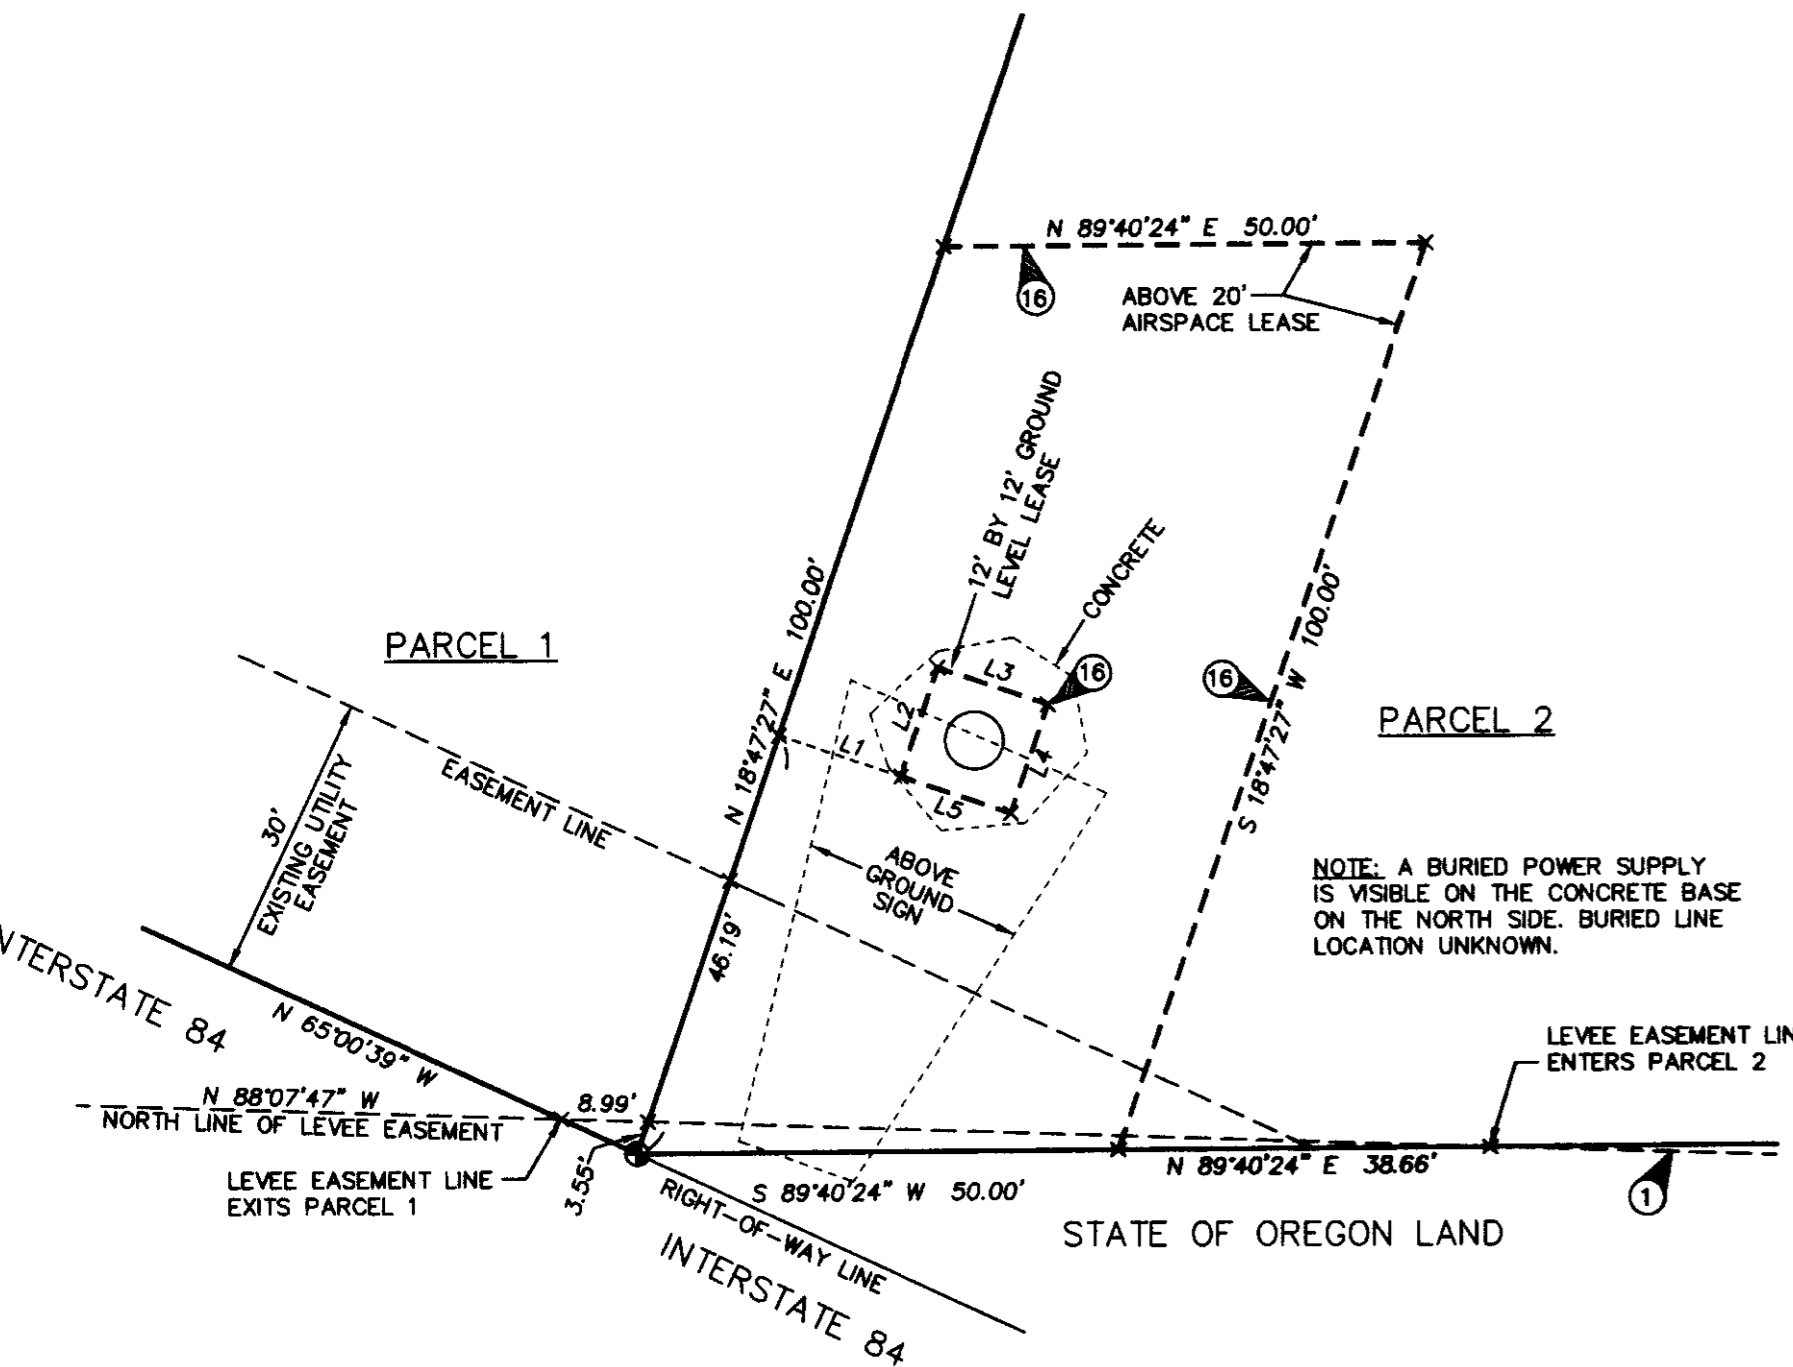 N 89°40'24" E 50.00'
16
ABOVE 20'
AIRSPACE LEASE
12' BY 12' GROUND
LEVEL LEASE
CONCRETE
N 18°47'27" E 100.00'
S 18°47'27" W 100.00'
PARCEL 1
PARCEL 2
16
16
L3
L2
L1
L4
L5
EASEMENT LINE
30'
EXISTING UTILITY
EASEMENT
ABOVE
GROUND
SIGN
46.19'
NOTE: A BURIED POWER SUPPLY
IS VISIBLE ON THE CONCRETE BASE
ON THE NORTH SIDE. BURIED LINE
LOCATION UNKNOWN.
NTERSTATE 84
N 65°00'39" W
LEVEE EASEMENT LIN
ENTERS PARCEL 2
N 88°07'47" W
NORTH LINE OF LEVEE EASEMENT
8.99'
LEVEE EASEMENT LINE
EXITS PARCEL 1
3.55'
S 89°40'24" W 50.00'
N 89°40'24" E 38.66'
1
RIGHT-OF-WAY LINE
INTERSTATE 84
STATE OF OREGON LAND